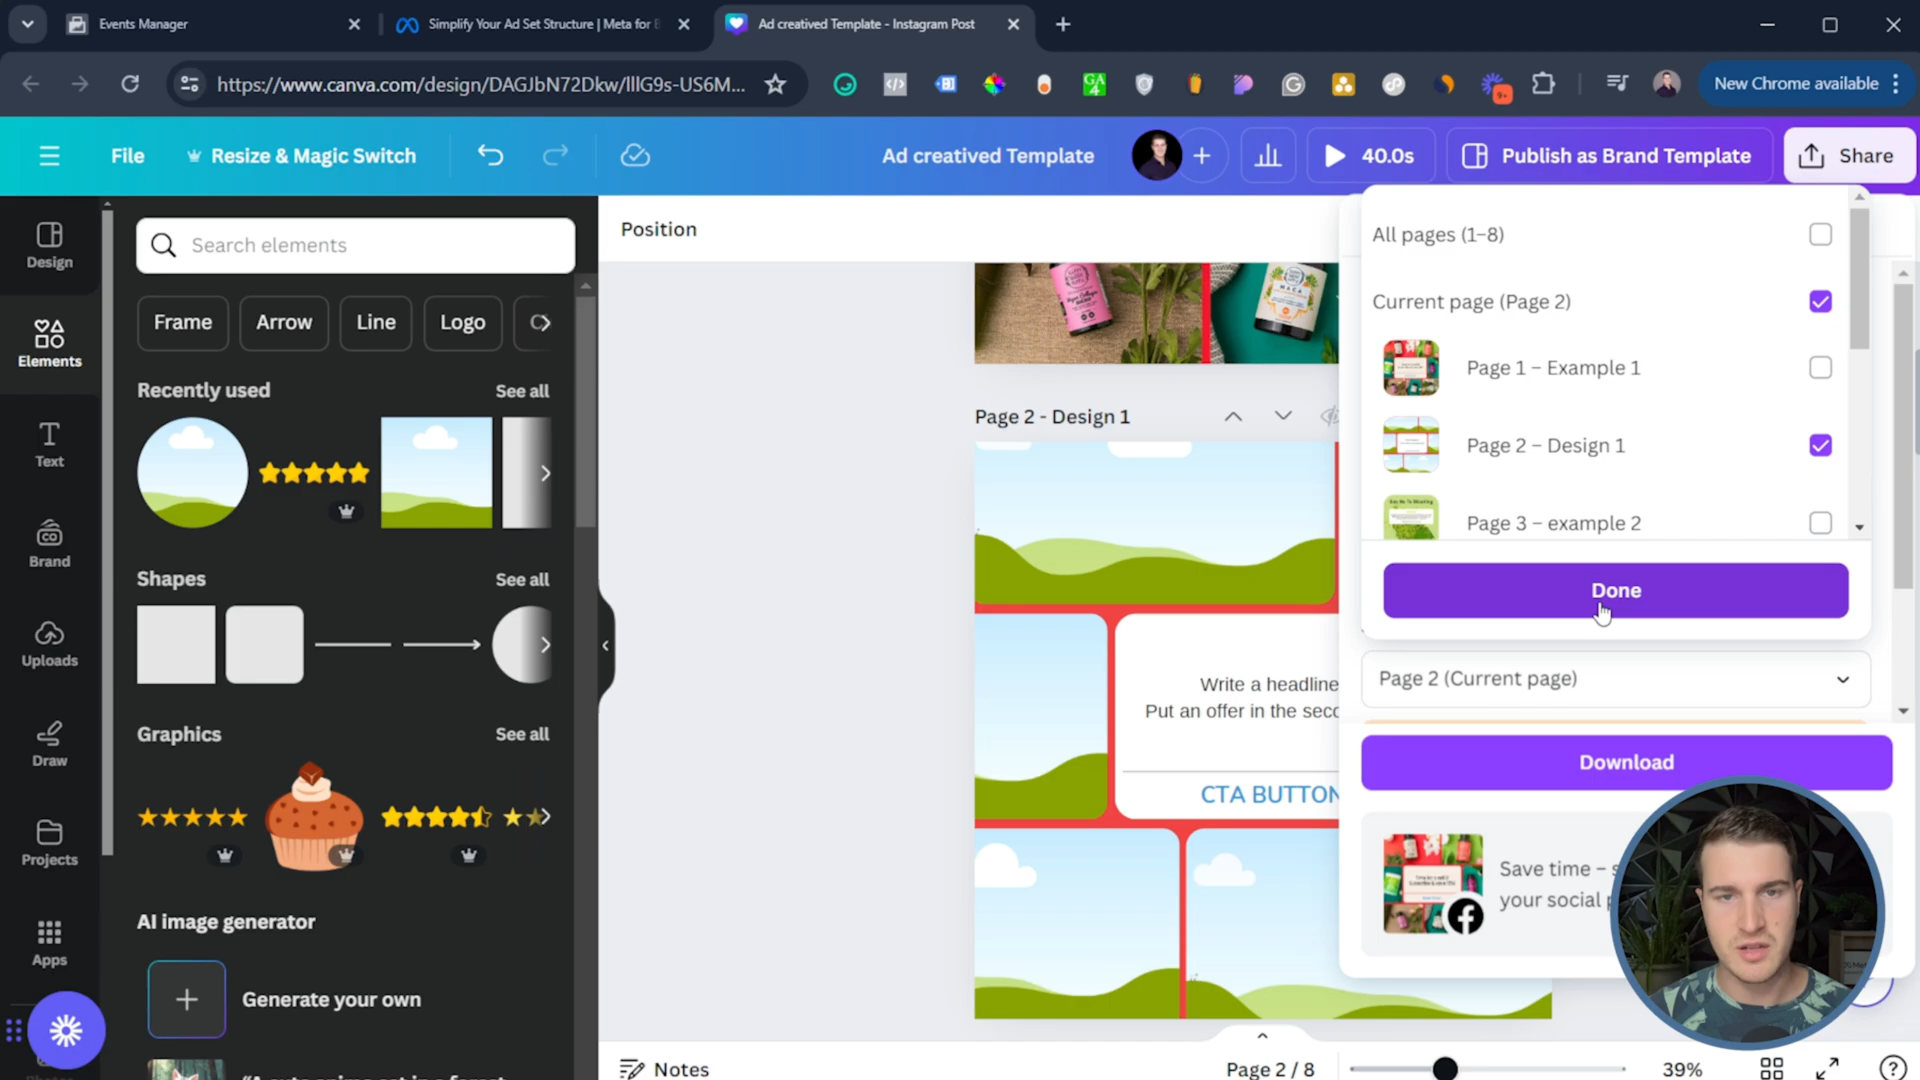 Events Manager
Simplify Your Ad Set Structure | Meta for B
Ad creatived Template - Instagram Post
https://www.canva.com/design/DAGJbN72Dkw/lllG9s-US6M...
GA4
9+
New Chrome available
File
Resize & Magic Switch
Ad creatived Template
40.0s
Publish as Brand Template
Share
Design
Elements
Text
Brand
Uploads
Draw
Projects
Apps
Search elements
Frame
Arrow
Line
Logo
Recently used
See all
Shapes
See all
Graphics
See all
AI image generator
Generate your own
Position
MACA
Page 2 - Design 1
Write a headline
Put an offer in the seco
CTA BUTTON
All pages (1-8)
Current page (Page 2)
Page 1 – Example 1
Page 2 – Design 1
Page 3 – example 2
Done
Page 2 (Current page)
Download
Save time – s
your social p
Notes
Page 2 / 8
39%